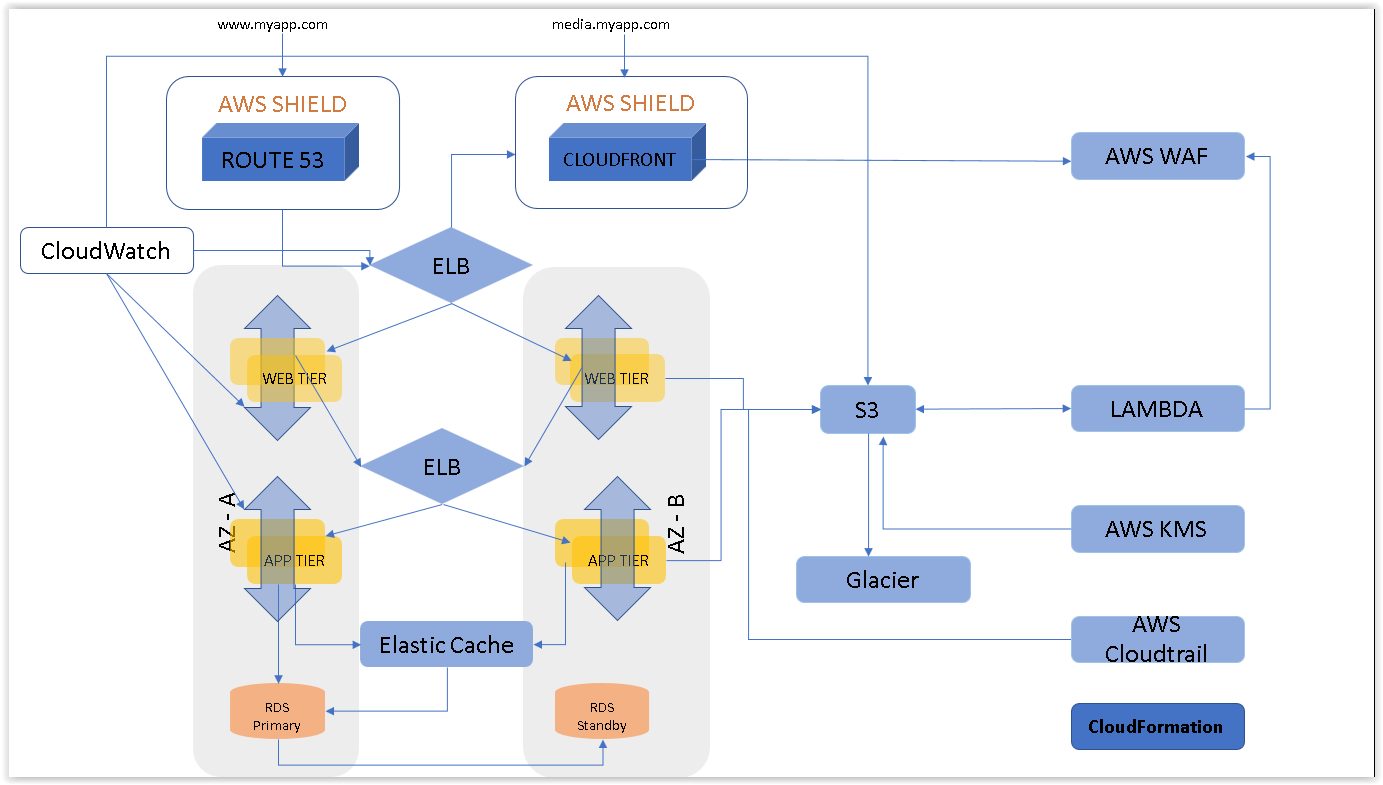 www.myapp.com
media.myapp.com
AWS SHIELD
ROUTE 53
AWS SHIELD
CLOUDFRONT
AWS WAF
CloudWatch
ELB
WEB TIER
WEB TIER
S3
LAMBDA
ELB
AZ - A
AZ - B
APP TIER
APP TIER
AWS KMS
Glacier
Elastic Cache
AWS
Cloudtrail
RDS
Primary
RDS
Standby
CloudFormation